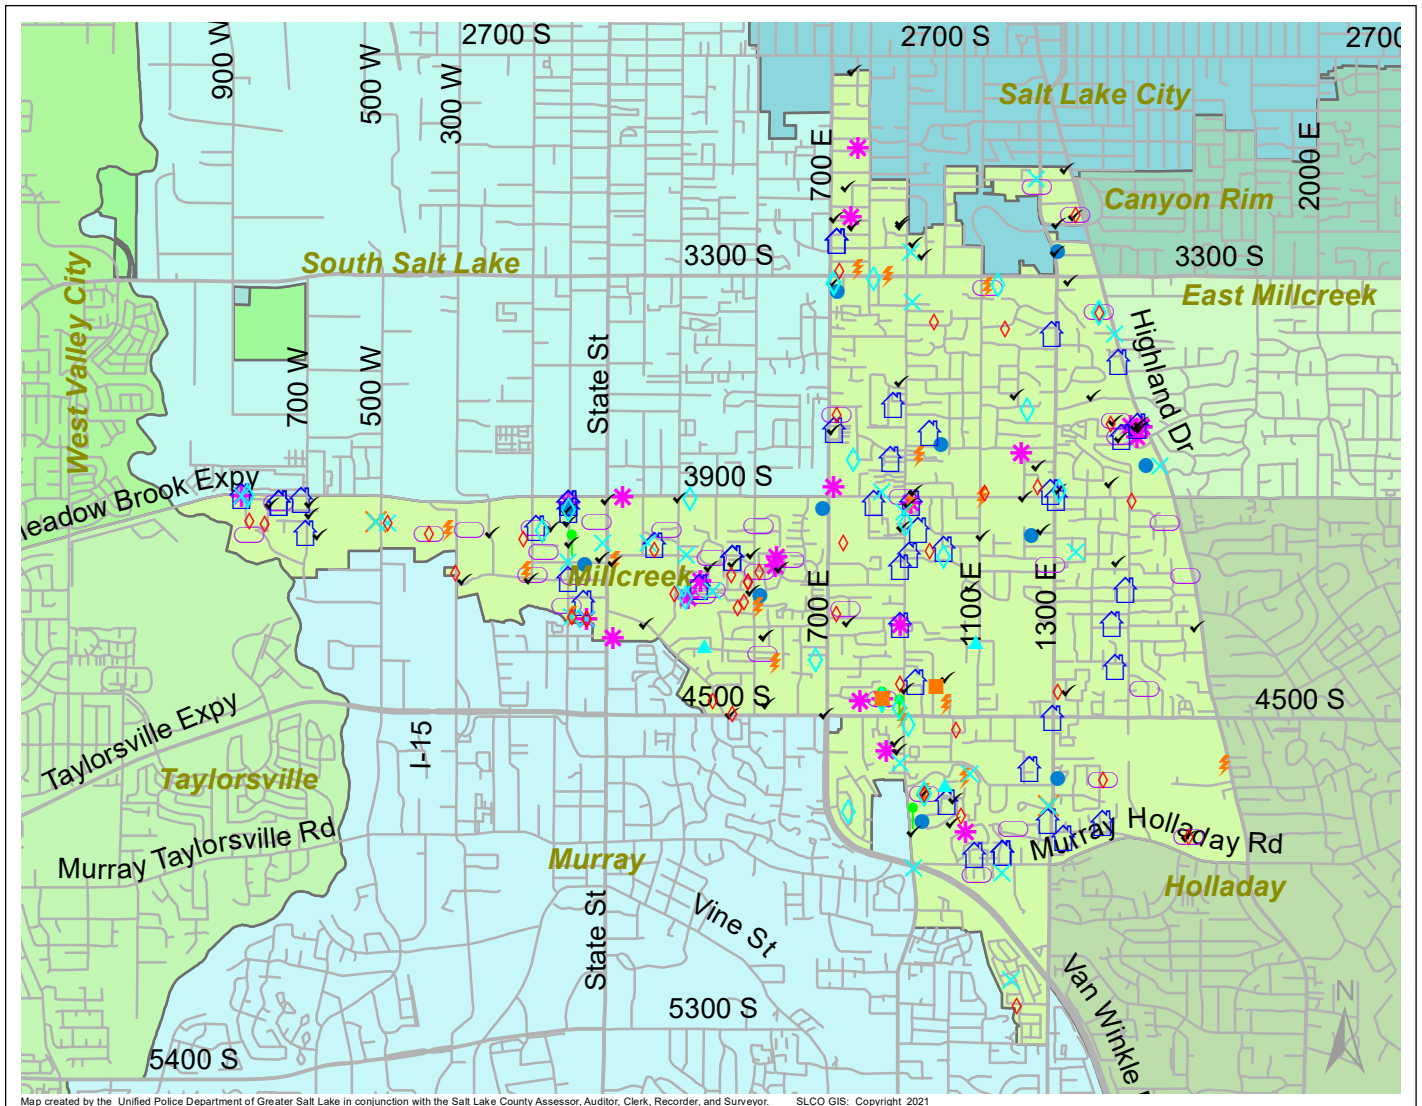 2700 S
2700 S
2700
900 W
500 W
300 W
Salt Lake City
700 E
2000 E
Canyon Rim
3300 S
3300 S
South Salt Lake
West Valley City
East Millcreek
Highland Dr
700 W
500 W
State St
3900 S
Meadow Brook Expy
Millcreek
700 E
1100 E
1300 E
4500 S
4500 S
Taylorsville Expy
I-15
Taylorsville
Murray Taylorsville Rd
Murray
Murray Holladay Rd
Holladay
State St
Vine St
Van Winkle
5300 S
N
5400 S
Map created by the Unified Police Department of Greater Salt Lake in conjunction with the Salt Lake County Assessor, Auditor, Clerk, Recorder, and Surveyor. SLCO GIS: Copyright 2021